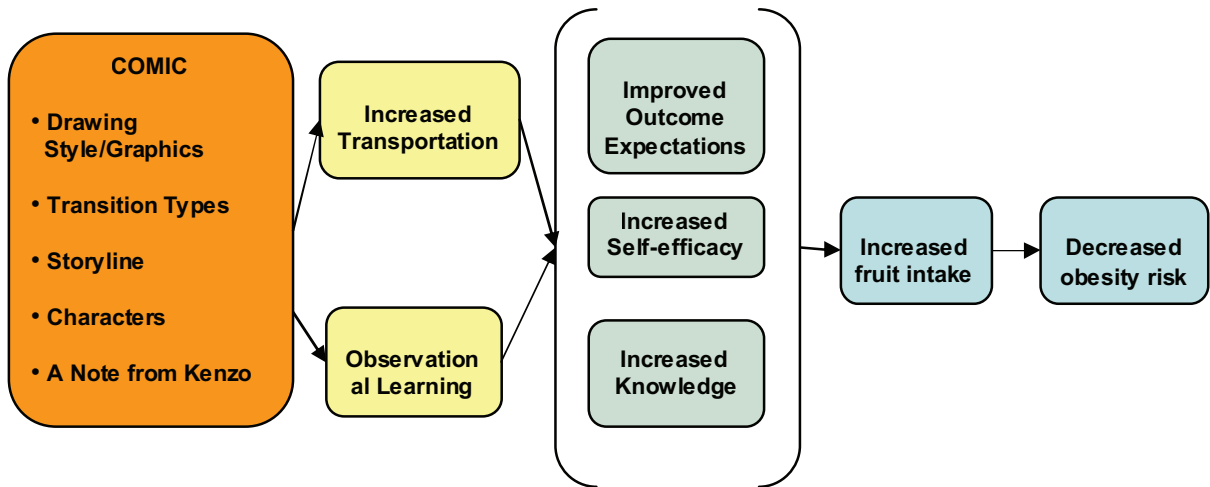 COMIC
• Drawing
Style/Graphics
• Transition Types
• Storyline
• Characters
• A Note from Kenzo
Increased
Transportation
Observation
al Learning
Improved
Outcome
Expectations
Increased
Self-efficacy
Increased
Knowledge
Increased
fruit intake
Decreased
obesity risk